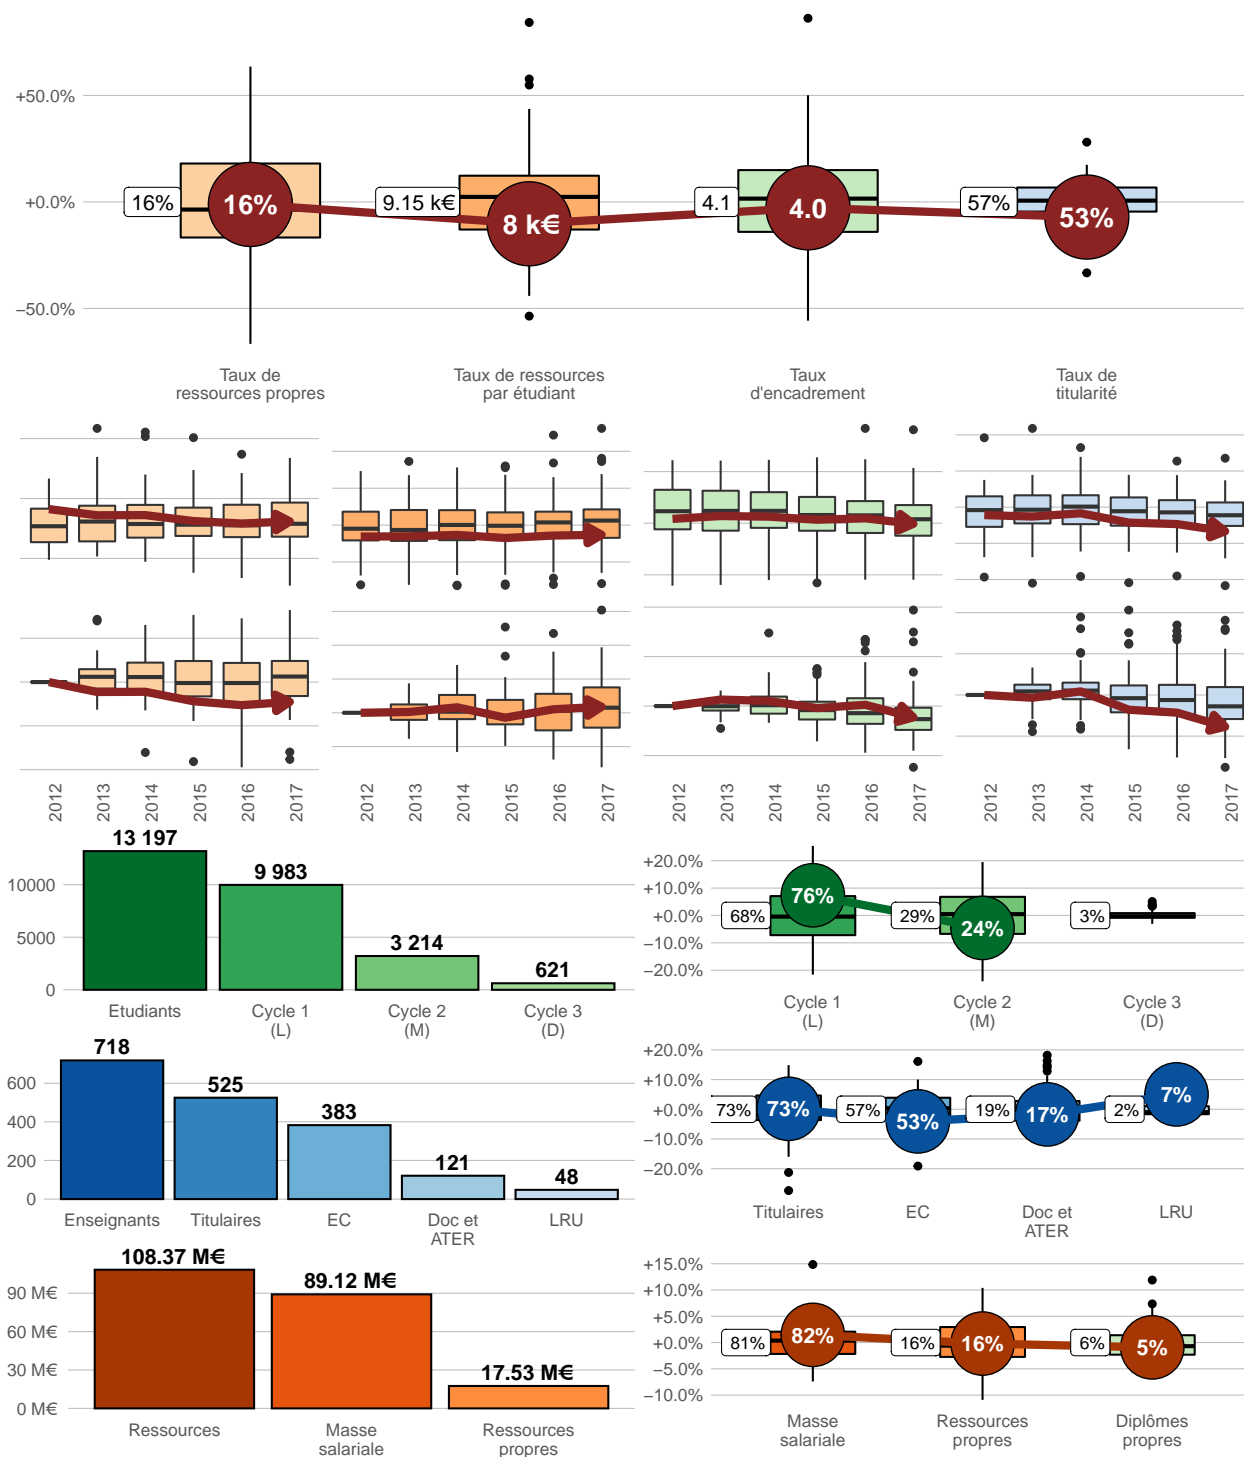 +50.0%
+0.0%
−50.0%
16%
16%
9.15 k€
8 k€
4.1
4.0
57%
53%
Taux de
ressources propres
Taux de ressources
par étudiant
Taux
d'encadrement
Taux de
titularité
2012
2013
2014
2015
2016
2017
2012
2013
2014
2015
2016
2017
2012
2013
2014
2015
2016
2017
2012
2013
2014
2015
2016
2017
13 197
9 983
3 214
621
10000
5000
0
Etudiants
Cycle 1
(L)
Cycle 2
(M)
Cycle 3
(D)
+20.0%
+10.0%
+0.0%
−10.0%
−20.0%
68%
76%
29%
24%
3%
Cycle 1
(L)
Cycle 2
(M)
Cycle 3
(D)
718
525
383
121
48
600
400
200
0
Enseignants
Titulaires
EC
Doc et
ATER
LRU
+20.0%
+10.0%
+0.0%
−10.0%
−20.0%
73%
73%
57%
53%
19%
17%
2%
7%
Titulaires
EC
Doc et
ATER
LRU
108.37 M€
89.12 M€
17.53 M€
90 M€
60 M€
30 M€
0 M€
Ressources
Masse
salariale
Ressources
propres
+15.0%
+10.0%
+5.0%
+0.0%
−5.0%
−10.0%
81%
82%
16%
16%
6%
5%
Masse
salariale
Ressources
propres
Diplômes
propres